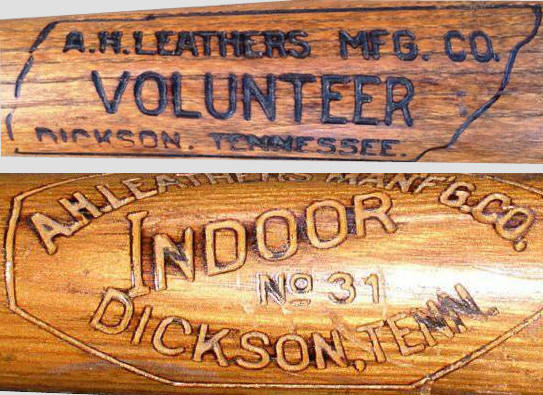 A.H.LEATHERS MFG. CO.
VOLUNTEER
DICKSON, TENNESSEE.
A.H.LEATHERS MANF'G.CO.
INDOOR
No 31
DICKSON, TENN.